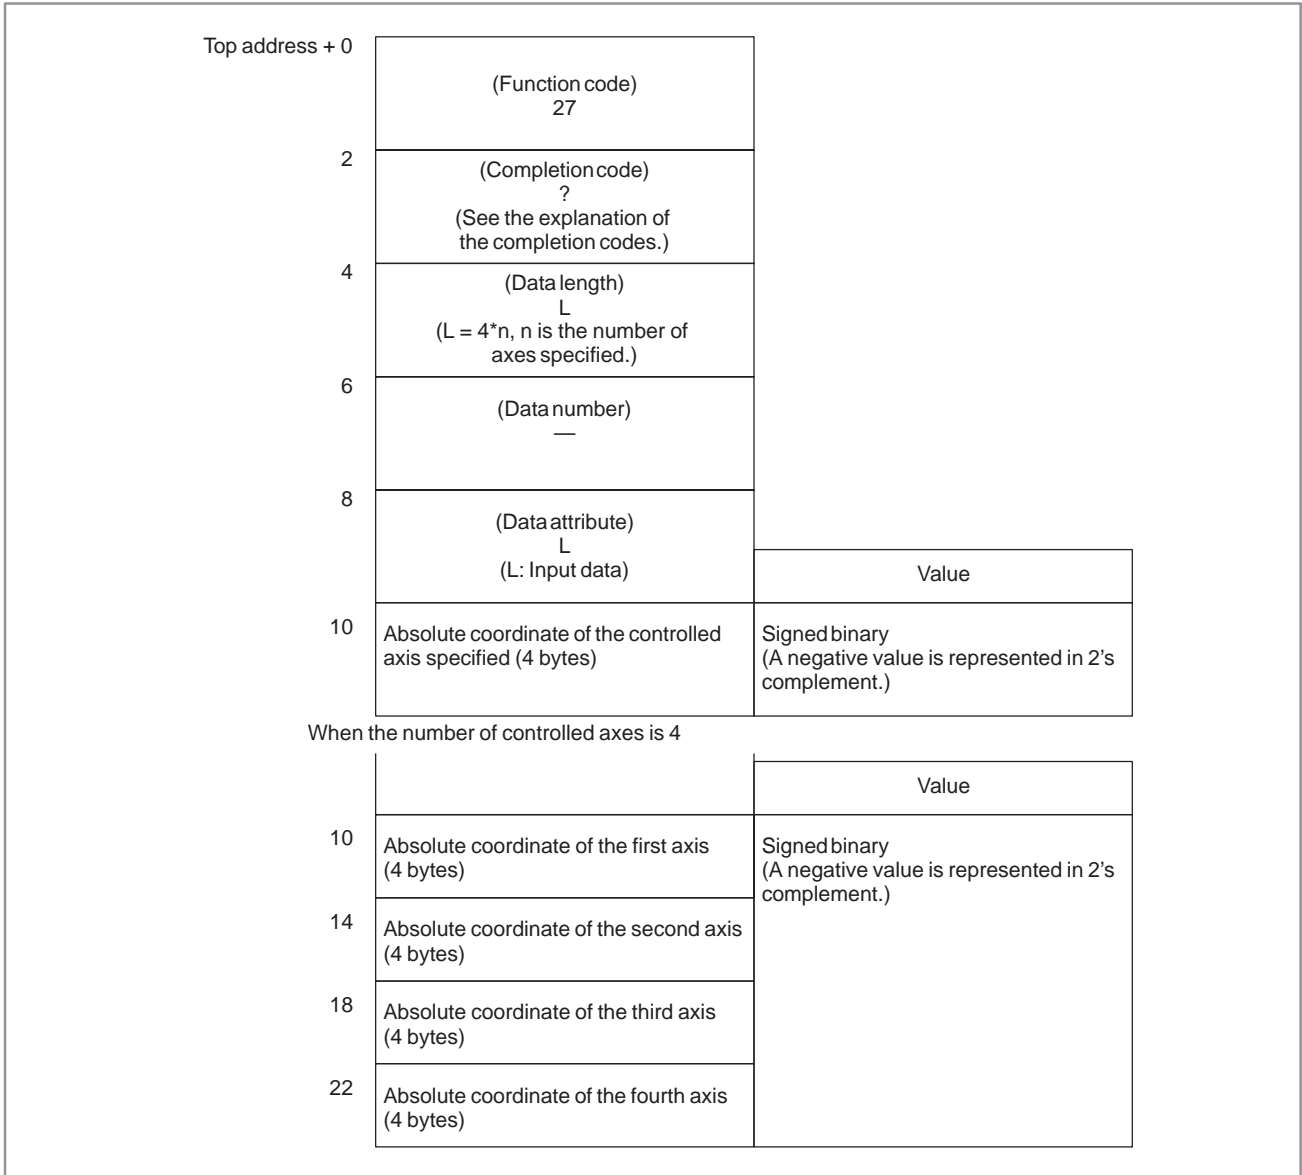 Top address + 0
(Function code)
27
2
(Completion code)
?
(See the explanation of
the completion codes.)
4
(Data length)
L
(L = 4*n, n is the number of
axes specified.)
6
(Data number)
—
8
(Data attribute)
L
(L: Input data)
Value
10
Absolute coordinate of the controlled
axis specified (4 bytes)
Signed binary
(A negative value is represented in 2's
complement.)
When the number of controlled axes is 4
Value
10
Absolute coordinate of the first axis
(4 bytes)
Signed binary
(A negative value is represented in 2's
complement.)
14
Absolute coordinate of the second axis
(4 bytes)
18
Absolute coordinate of the third axis
(4 bytes)
22
Absolute coordinate of the fourth axis
(4 bytes)